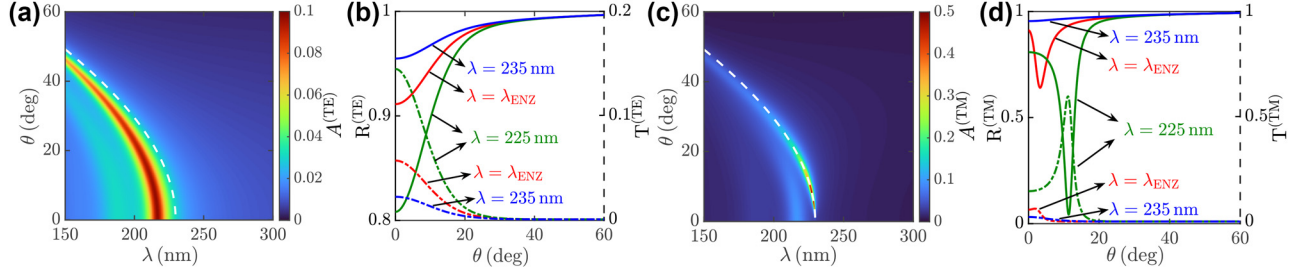 (a)
60
40
20
0
θ (deg)
150
200
250
300
λ (nm)
0.1
0.08
0.06
0.04
0.02
0
A(TE)
(b)
1
0.9
0.8
R(TE)
0.2
0.1
0
T(TE)
λ = 235 nm
λ = λENZ
λ = 225 nm
λ = λENZ
λ = 235 nm
0
20
40
60
θ (deg)
(c)
60
40
20
0
θ (deg)
150
200
250
300
λ (nm)
0.5
0.4
0.3
0.2
0.1
0
A(TM)
(d)
1
0.5
0
R(TM)
1
0.5
0
T(TM)
λ = 235 nm
λ = λENZ
λ = 225 nm
λ = λENZ
λ = 235 nm
0
20
40
60
θ (deg)